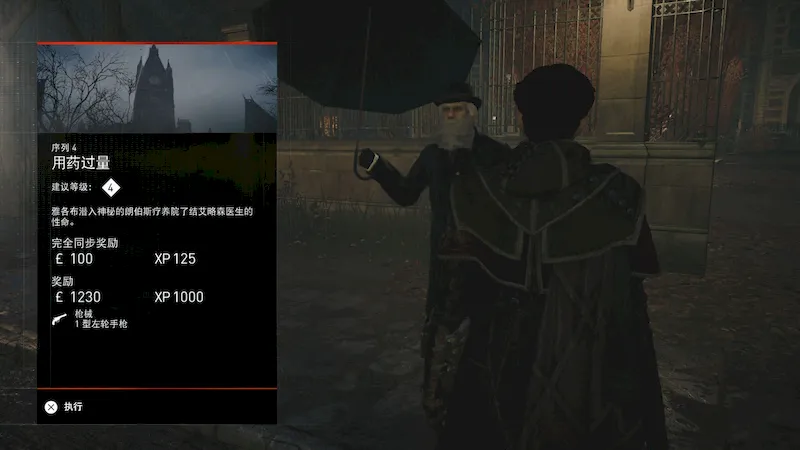 序列 4
用药过量
建议等级： 4
雅各布潜入神秘的朗伯斯疗养院了结艾略森医生的
性命。
完全同步奖励
£ 100 XP 125
奖励
£ 1230 XP 1000
枪械
1 型左轮手枪
执行